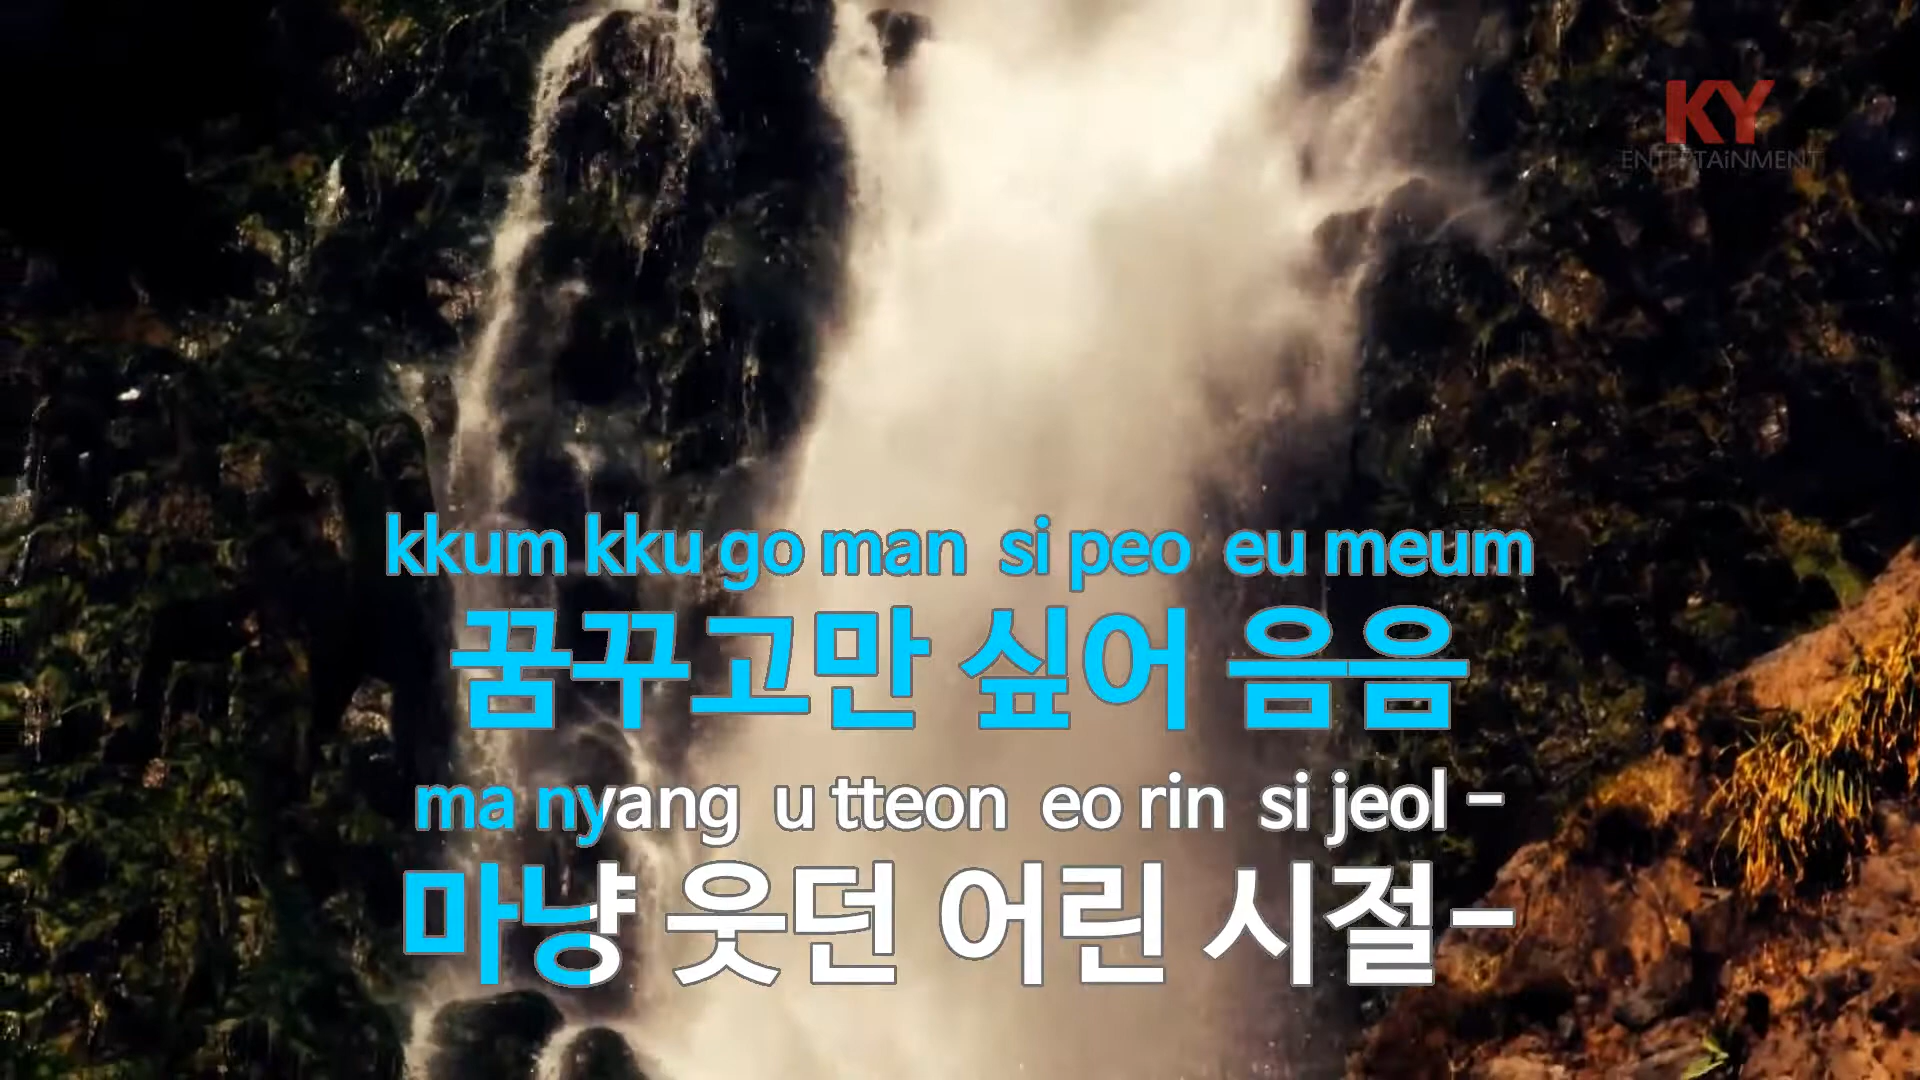 KY
ENTERTAiNMENT
kkum kku go man si peo eu meum
꿈꾸고만 싶어 음음
ma nyang u tteon eo rin si jeol -
마냥 웃던 어린 시절-